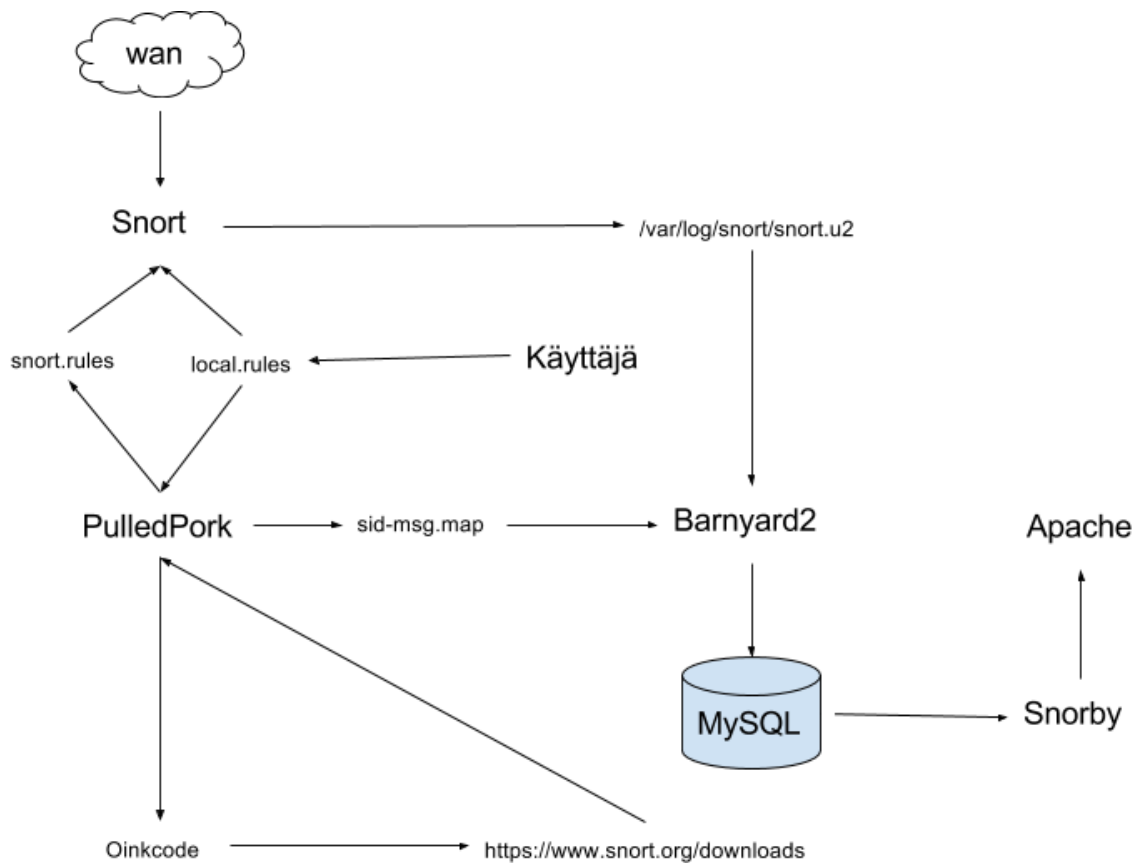 wan
Snort
/var/log/snort/snort.u2
snort.rules
local.rules
Käyttäjä
PulledPork
sid-msg.map
Barnyard2
Apache
MySQL
Snorby
Oinkcode
https://www.snort.org/downloads